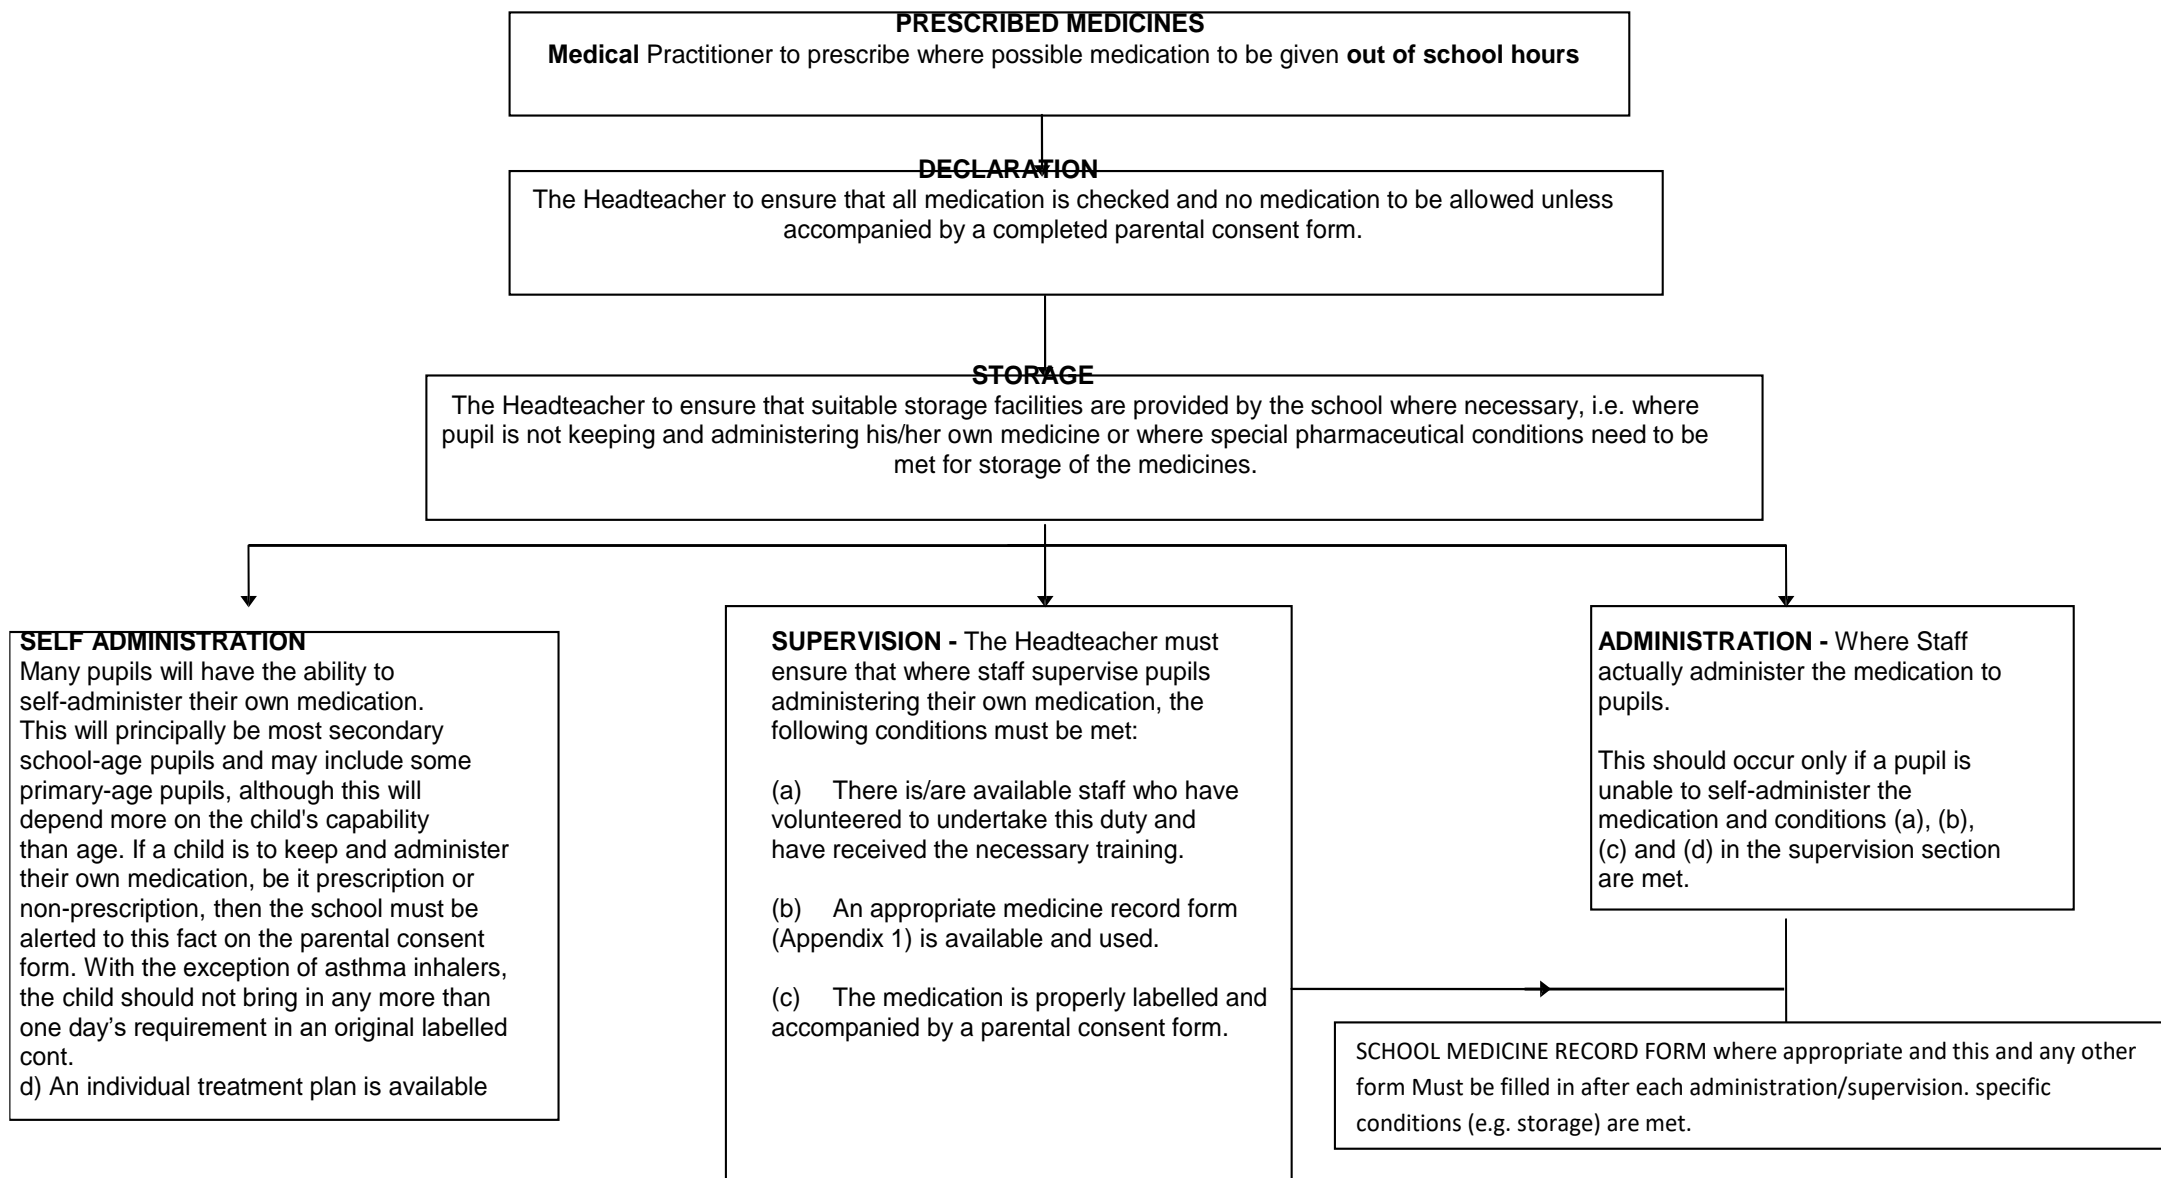 PRESCRIBED MEDICINES
Medical Practitioner to prescribe where possible medication to be given out of school hours
DECLARATION
The Headteacher to ensure that all medication is checked and no medication to be allowed unless
accompanied by a completed parental consent form.
STORAGE
The Headteacher to ensure that suitable storage facilities are provided by the school where necessary, i.e. where
pupil is not keeping and administering his/her own medicine or where special pharmaceutical conditions need to be
met for storage of the medicines.
SELF ADMINISTRATION
Many pupils will have the ability to
self-administer their own medication.
This will principally be most secondary
school-age pupils and may include some
primary-age pupils, although this will
depend more on the child's capability
than age. If a child is to keep and administer
their own medication, be it prescription or
non-prescription, then the school must be
alerted to this fact on the parental consent
form. With the exception of asthma inhalers,
the child should not bring in any more than
one day’s requirement in an original labelled
cont.
d) An individual treatment plan is available
SUPERVISION - The Headteacher must
ensure that where staff supervise pupils
administering their own medication, the
following conditions must be met:
(a) There is/are available staff who have
volunteered to undertake this duty and
have received the necessary training.
(b) An appropriate medicine record form
(Appendix 1) is available and used.
(c) The medication is properly labelled and
accompanied by a parental consent form.
ADMINISTRATION - Where Staff
actually administer the medication to
pupils.
This should occur only if a pupil is
unable to self-administer the
medication and conditions (a), (b),
(c) and (d) in the supervision section
are met.
SCHOOL MEDICINE RECORD FORM where appropriate and this and any other
form Must be filled in after each administration/supervision. specific
conditions (e.g. storage) are met.